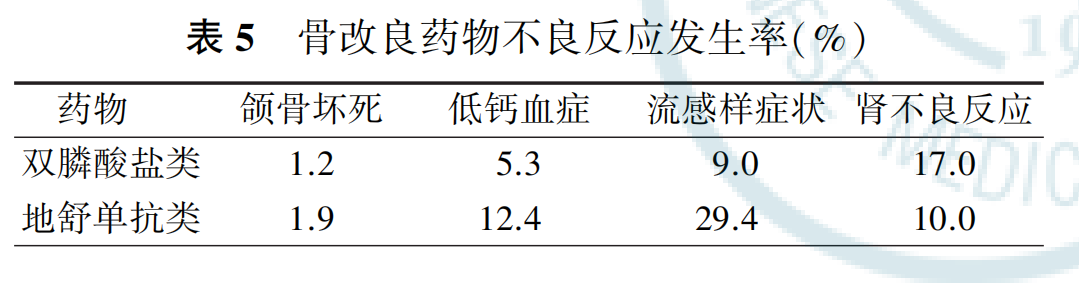 表 5 骨改良药物不良反应发生率(%)
药物 颌骨坏死 低钙血症 流感样症状 肾不良反应
双膦酸盐类 1.2 5.3 9.0 17.0
地舒单抗类 1.9 12.4 29.4 10.0